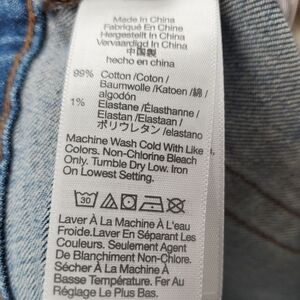 Made In China
Fabriqué En Chine
Hergestellt In China
Vervaardigd In China
中国製
hecho en china
99% Cotton /Coton /
Baumwolle /Katoen /綿 /
algodón
1% Elastane /Élasthanne /
Elastan /Elastaan /
ポリウレタン /elastano
Machine Wash Cold With Like
Colors. Non-Chlorine Bleach
Only. Tumble Dry Low. Iron
On Lowest Setting.
30
Laver À La Machine À L'eau
Froide.Laver En Séparant Les
Couleurs. Seulement Agent
De Blanchiment Non-Chlore.
Sécher À La Machine À
Basse Température. Fer Au
Réglage Le Plus Bas.